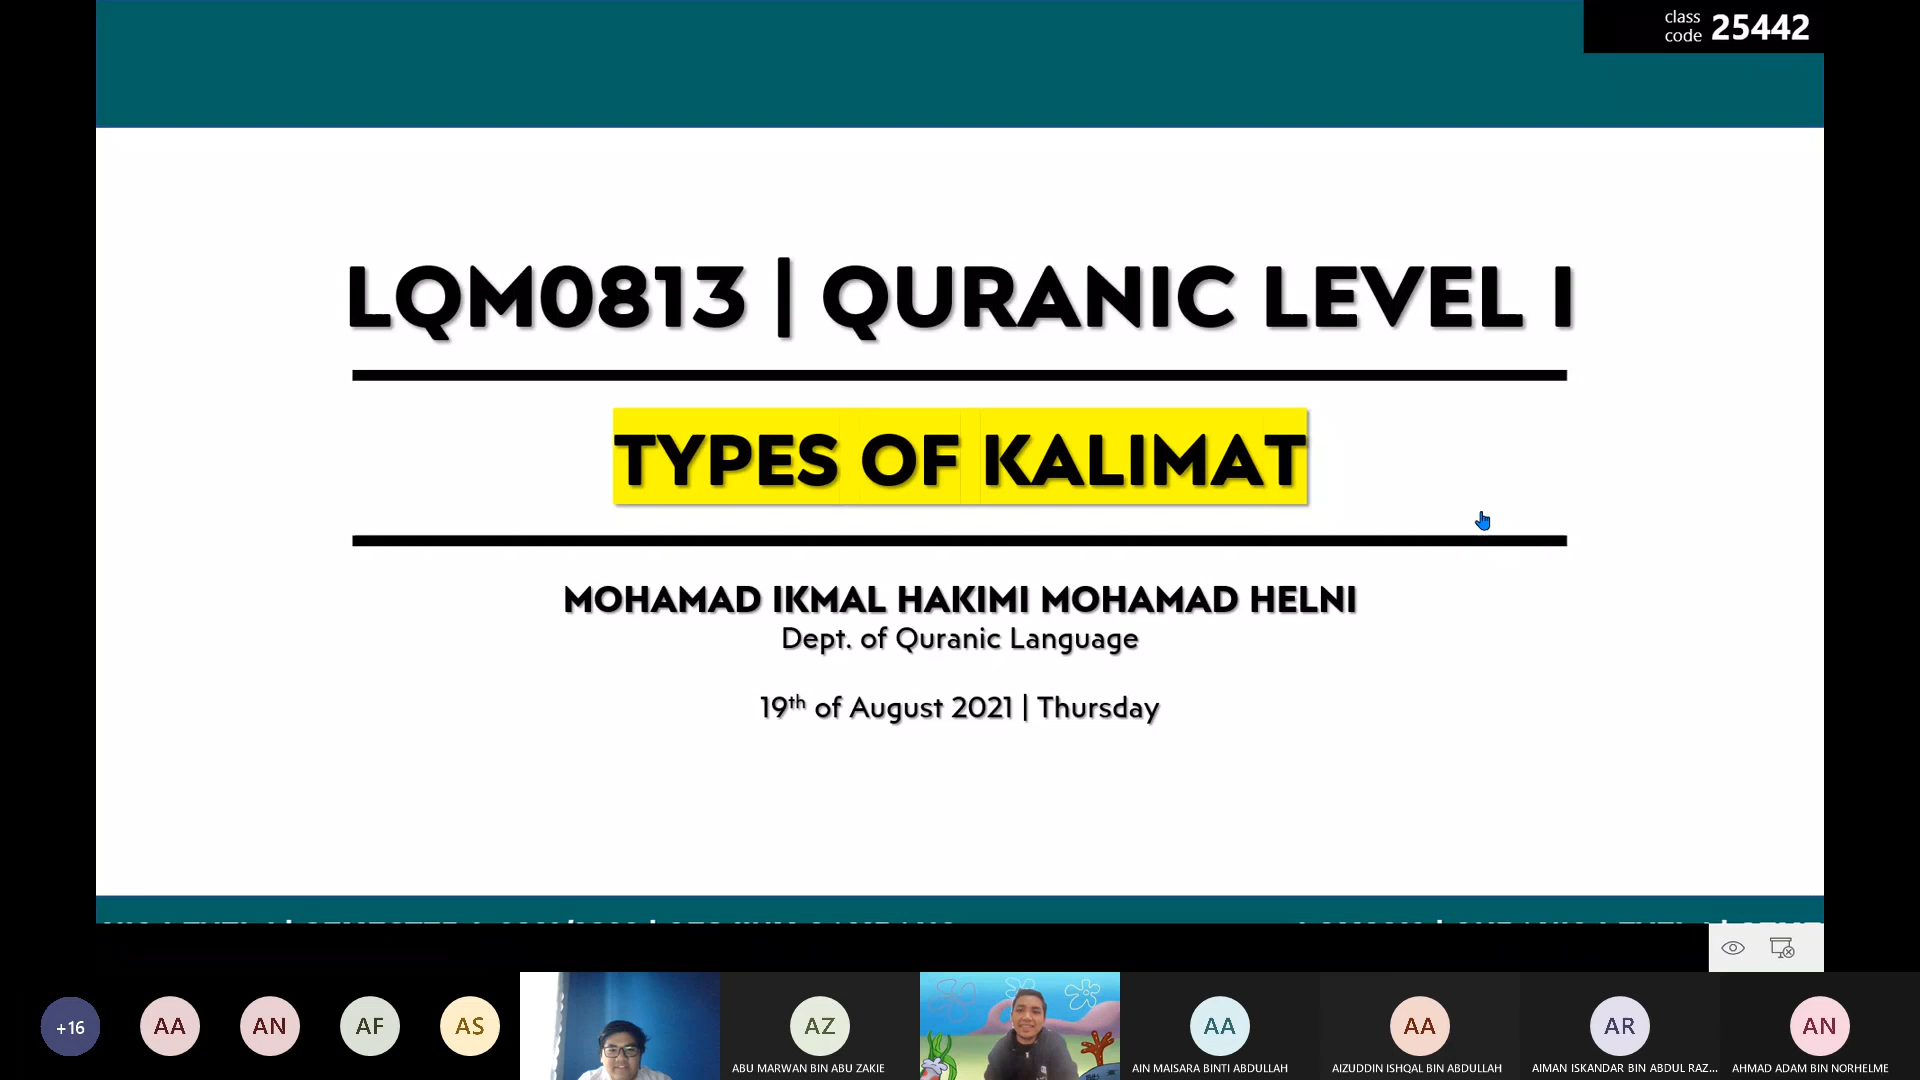 class
code 25442
LQM0813 | QURANIC LEVEL I
TYPES OF KALIMAT
MOHAMAD IKMAL HAKIMI MOHAMAD HELNI
Dept. of Quranic Language
19th of August 2021 | Thursday
+16
AA
AN
AF
AS
AZ
AA
AA
AR
AN
ABU MARWAN BIN ABU ZAKIE
AIN MAISARA BINTI ABDULLAH
AIZUDDIN ISHQAL BIN ABDULLAH
AIMAN ISKANDAR BIN ABDUL RAZ...
AHMAD ADAM BIN NORHELME